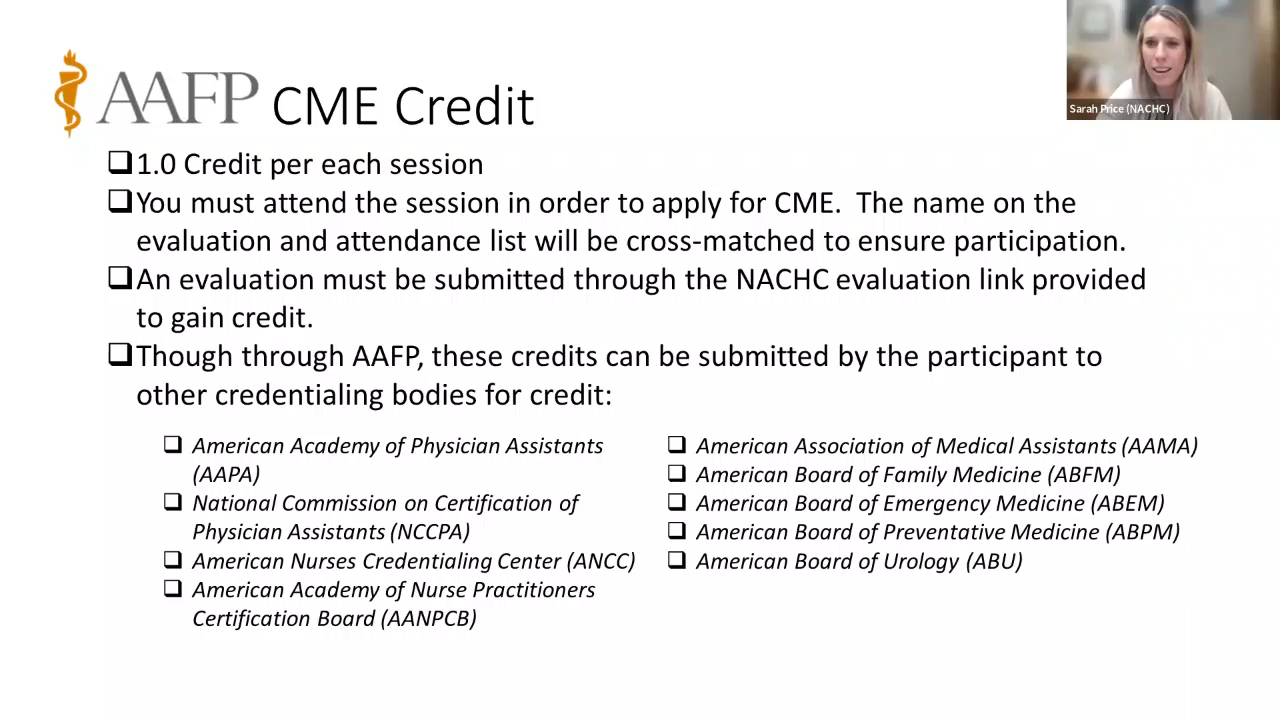 AAFP CME Credit
Sarah Price (NACHC)
1.0 Credit per each session
You must attend the session in order to apply for CME.  The name on the
evaluation and attendance list will be cross-matched to ensure participation.
An evaluation must be submitted through the NACHC evaluation link provided
to gain credit.
Though through AAFP, these credits can be submitted by the participant to
other credentialing bodies for credit:
American Academy of Physician Assistants
(AAPA)
National Commission on Certification of
Physician Assistants (NCCPA)
American Nurses Credentialing Center (ANCC)
American Academy of Nurse Practitioners
Certification Board (AANPCB)
American Association of Medical Assistants (AAMA)
American Board of Family Medicine (ABFM)
American Board of Emergency Medicine (ABEM)
American Board of Preventative Medicine (ABPM)
American Board of Urology (ABU)